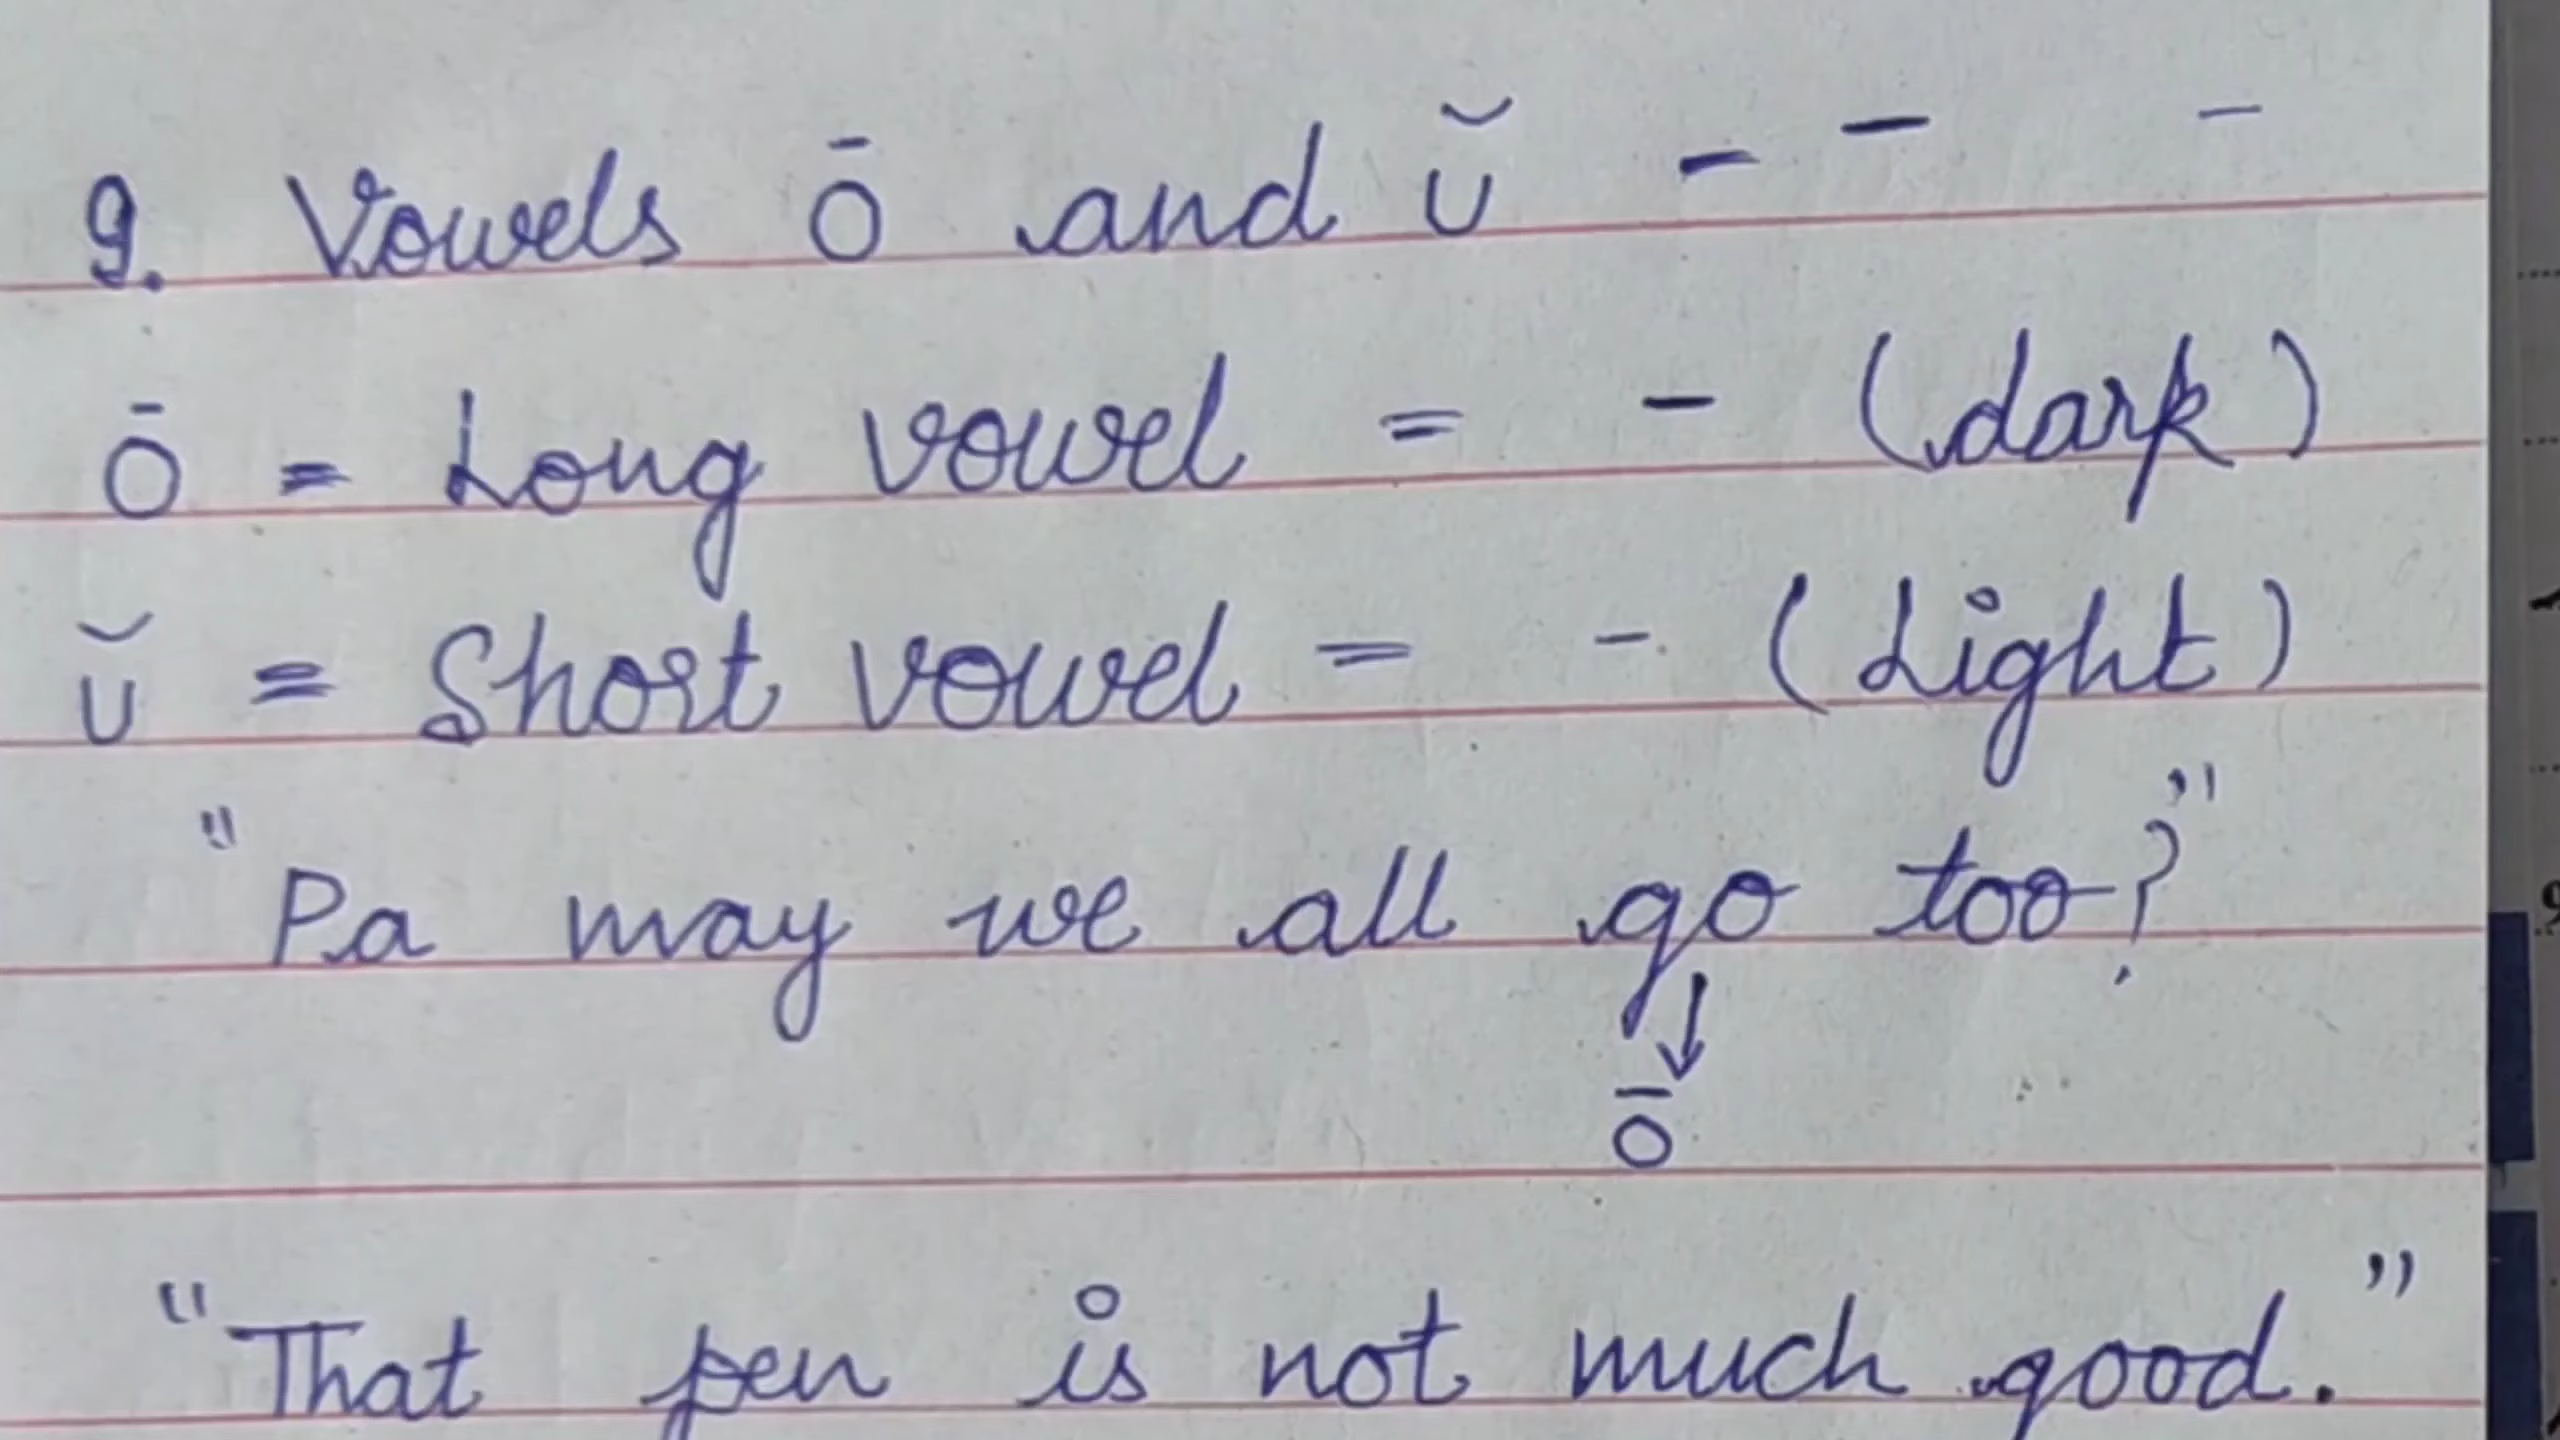 9. Vowels ō and ŭ - - -
ō = Long vowel = - (dark)
ŭ = Short vowel = - (Light)
"Pa may we all go too?"
↓
ō
"That pen is not much good."